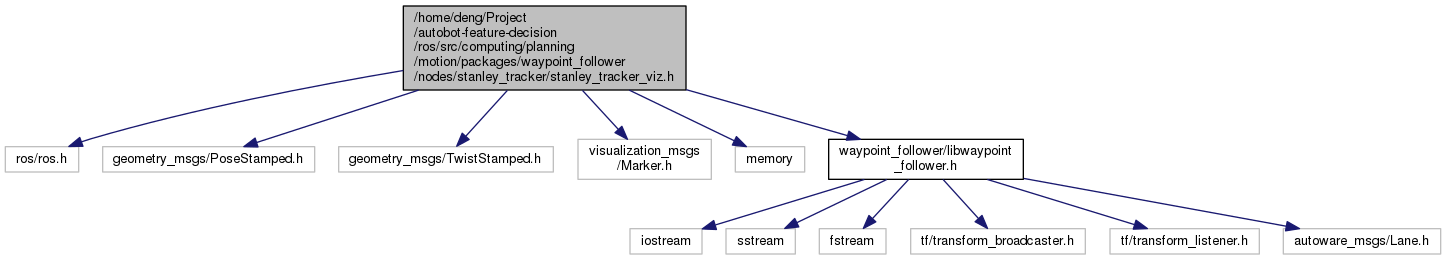 /home/deng/Project
/autobot-feature-decision
/ros/src/computing/planning
/motion/packages/waypoint_follower
/nodes/stanley_tracker/stanley_tracker_viz.h
ros/ros.h
geometry_msgs/PoseStamped.h
geometry_msgs/TwistStamped.h
visualization_msgs
/Marker.h
memory
waypoint_follower/libwaypoint
_follower.h
iostream
sstream
fstream
tf/transform_broadcaster.h
tf/transform_listener.h
autoware_msgs/Lane.h